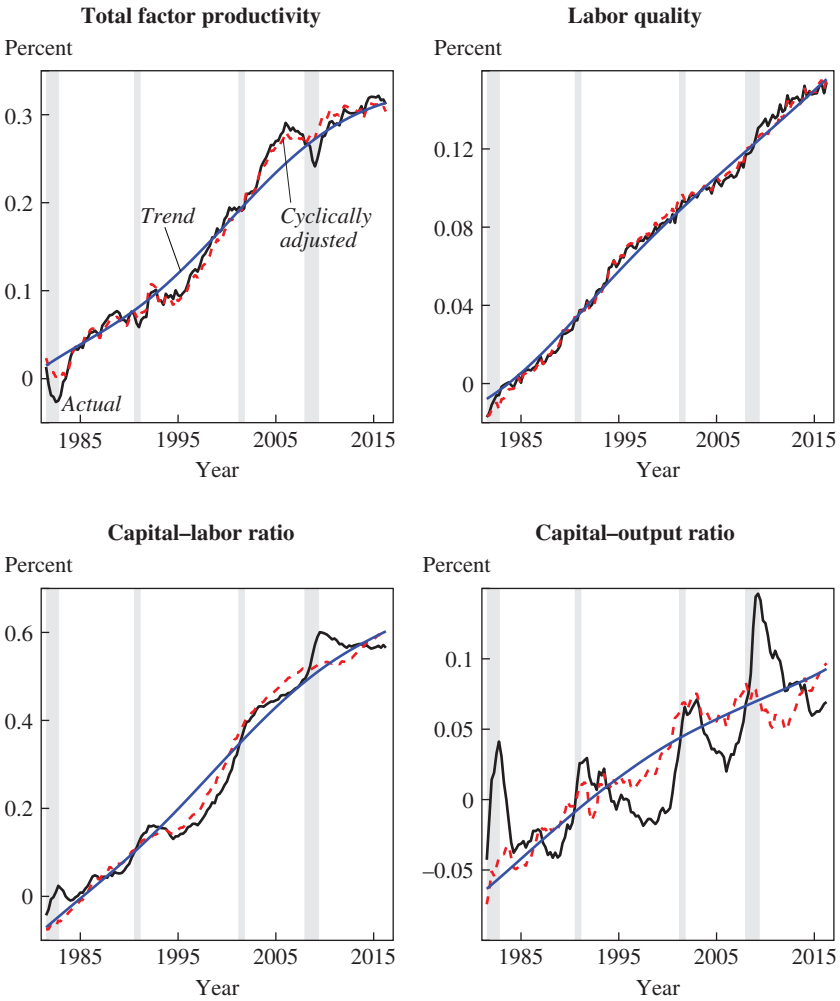 Total factor productivity
Percent
0.3
0.2
0.1
0
Trend
Cyclically
adjusted
Actual
1985
1995
2005
2015
Year
Labor quality
Percent
0.12
0.08
0.04
0
1985
1995
2005
2015
Year
Capital–labor ratio
Percent
0.6
0.4
0.2
0
1985
1995
2005
2015
Year
Capital–output ratio
Percent
0.1
0.05
0
–0.05
1985
1995
2005
2015
Year